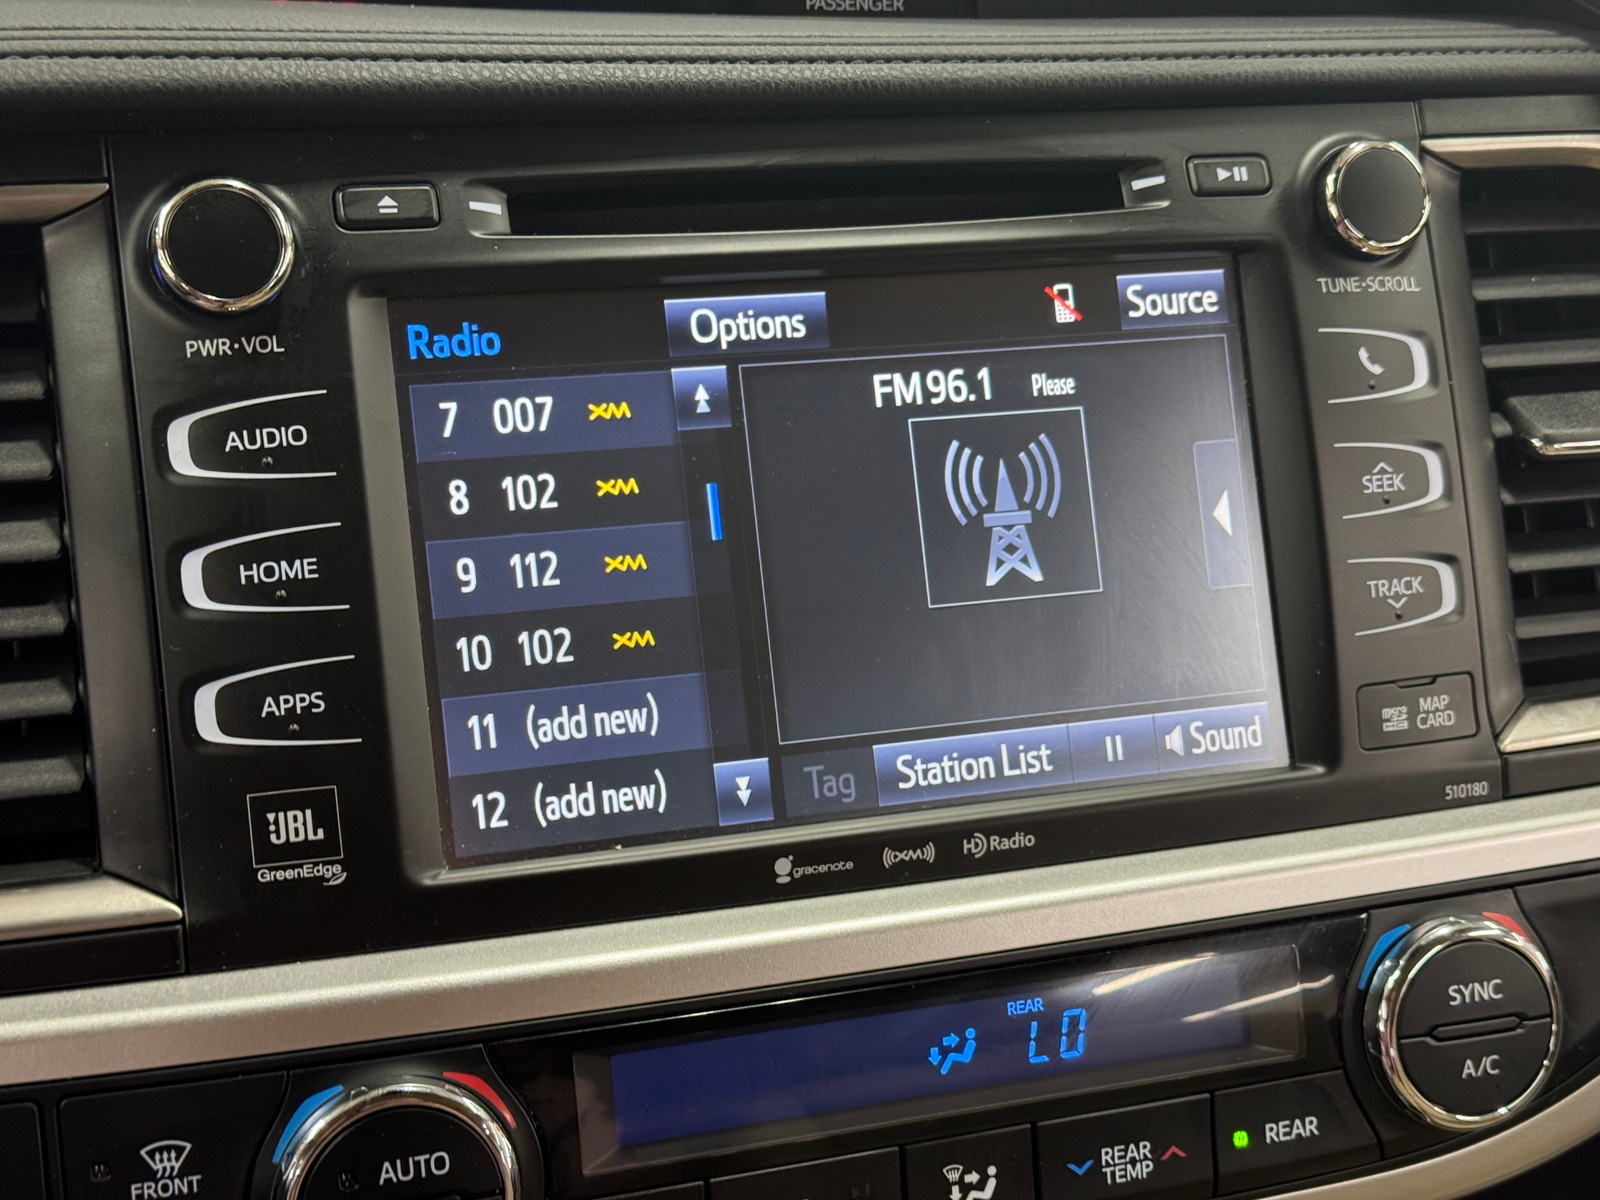 PASSENGER
PWR•VOL
AUDIO
HOME
APPS
JBL
GreenEdge
Radio
Options
Source
7 007 XM
8 102 XM
9 112 XM
10 102 XM
11 (add new)
12 (add new)
FM 96.1 Please
Tag
Station List
Sound
gracenote
((XM))
HD Radio
TUNE•SCROLL
SEEK
TRACK
MAP
CARD
510180
REAR
LO
SYNC
A/C
FRONT
AUTO
REAR
TEMP
REAR